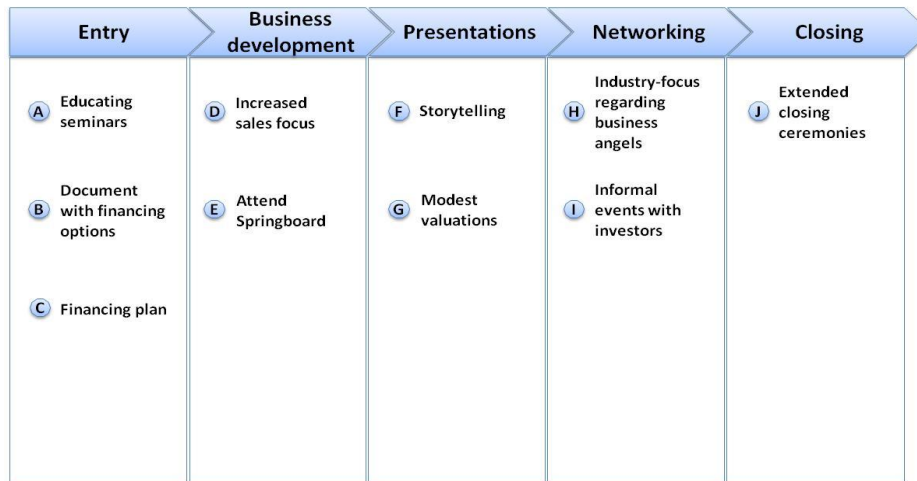 Entry
Business
development
Presentations
Networking
Closing
A
Educating
seminars
B
Document
with financing
options
C
Financing plan
D
Increased
sales focus
E
Attend
Springboard
F
Storytelling
G
Modest
valuations
H
Industry-focus
regarding
business
angels
I
Informal
events with
investors
J
Extended
closing
ceremonies